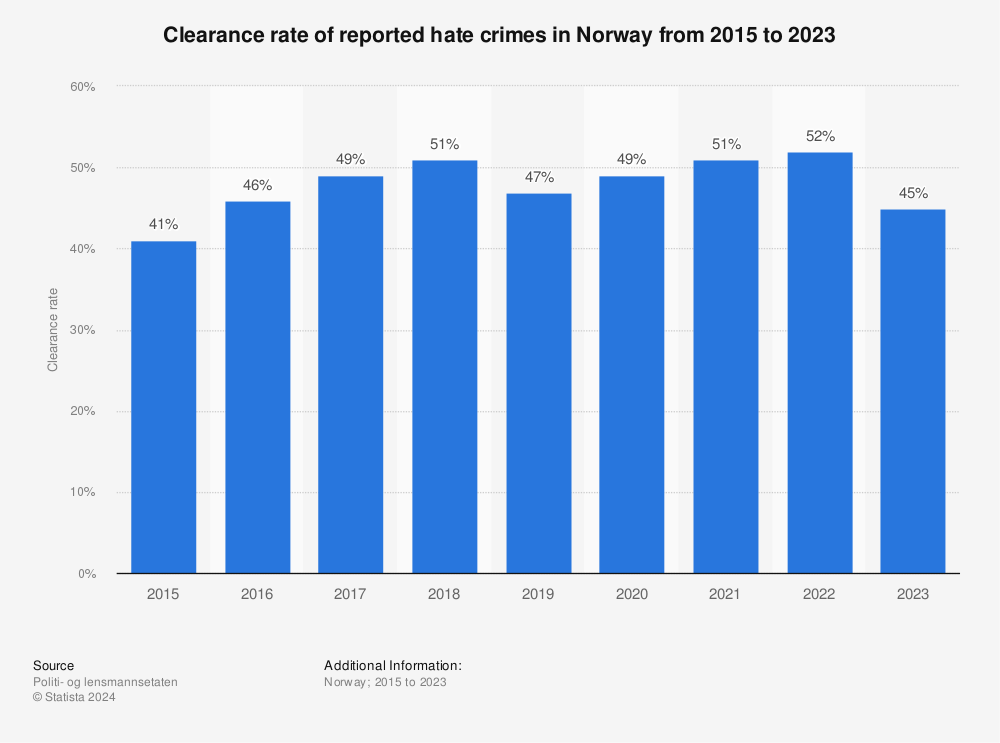 Clearance rate of reported hate crimes in Norway from 2015 to 2023
60%
50%
40%
30%
20%
10%
0%
Clearance rate
41%
46%
49%
51%
47%
49%
51%
52%
45%
2015 2016 2017 2018 2019 2020 2021 2022 2023
Source
Politi- og lensmannsetaten
© Statista 2024
Additional Information:
Norway; 2015 to 2023